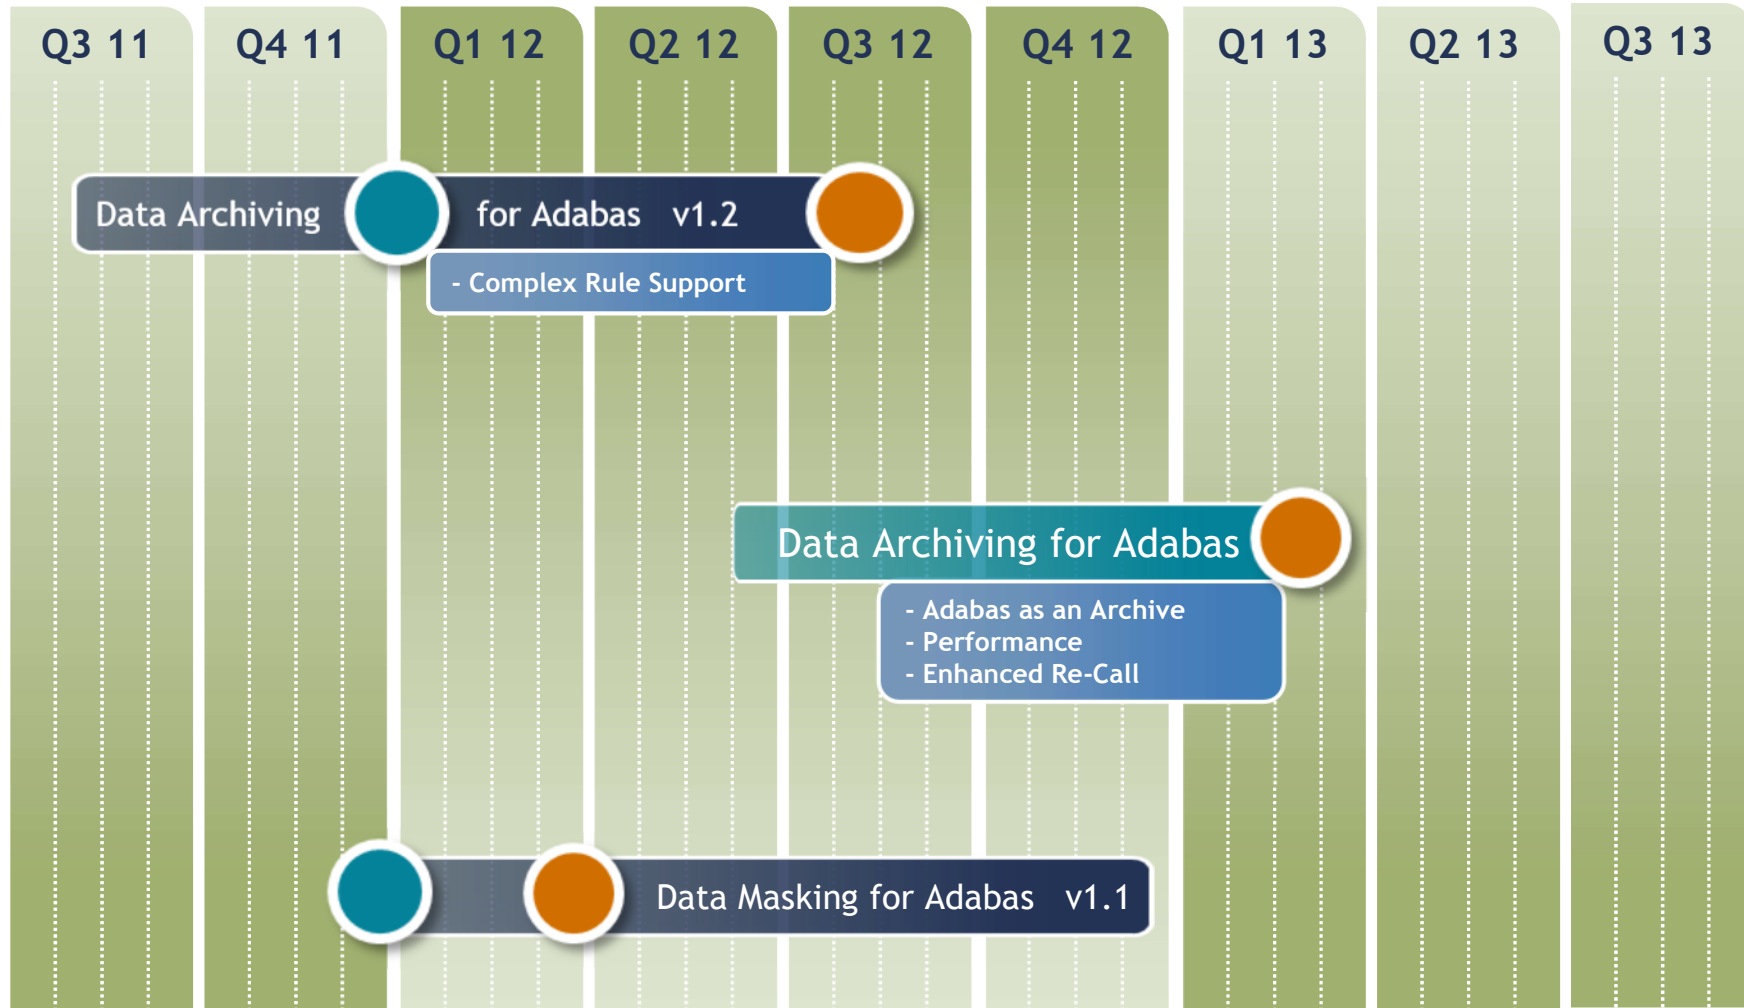 Q3 11 Q4 11 Q1 12 Q2 12 Q3 12 Q4 12 Q1 13 Q2 13 Q3 13
Data Archiving for Adabas v1.2
- Complex Rule Support
Data Archiving for Adabas
- Adabas as an Archive
- Performance
- Enhanced Re-Call
Data Masking for Adabas v1.1